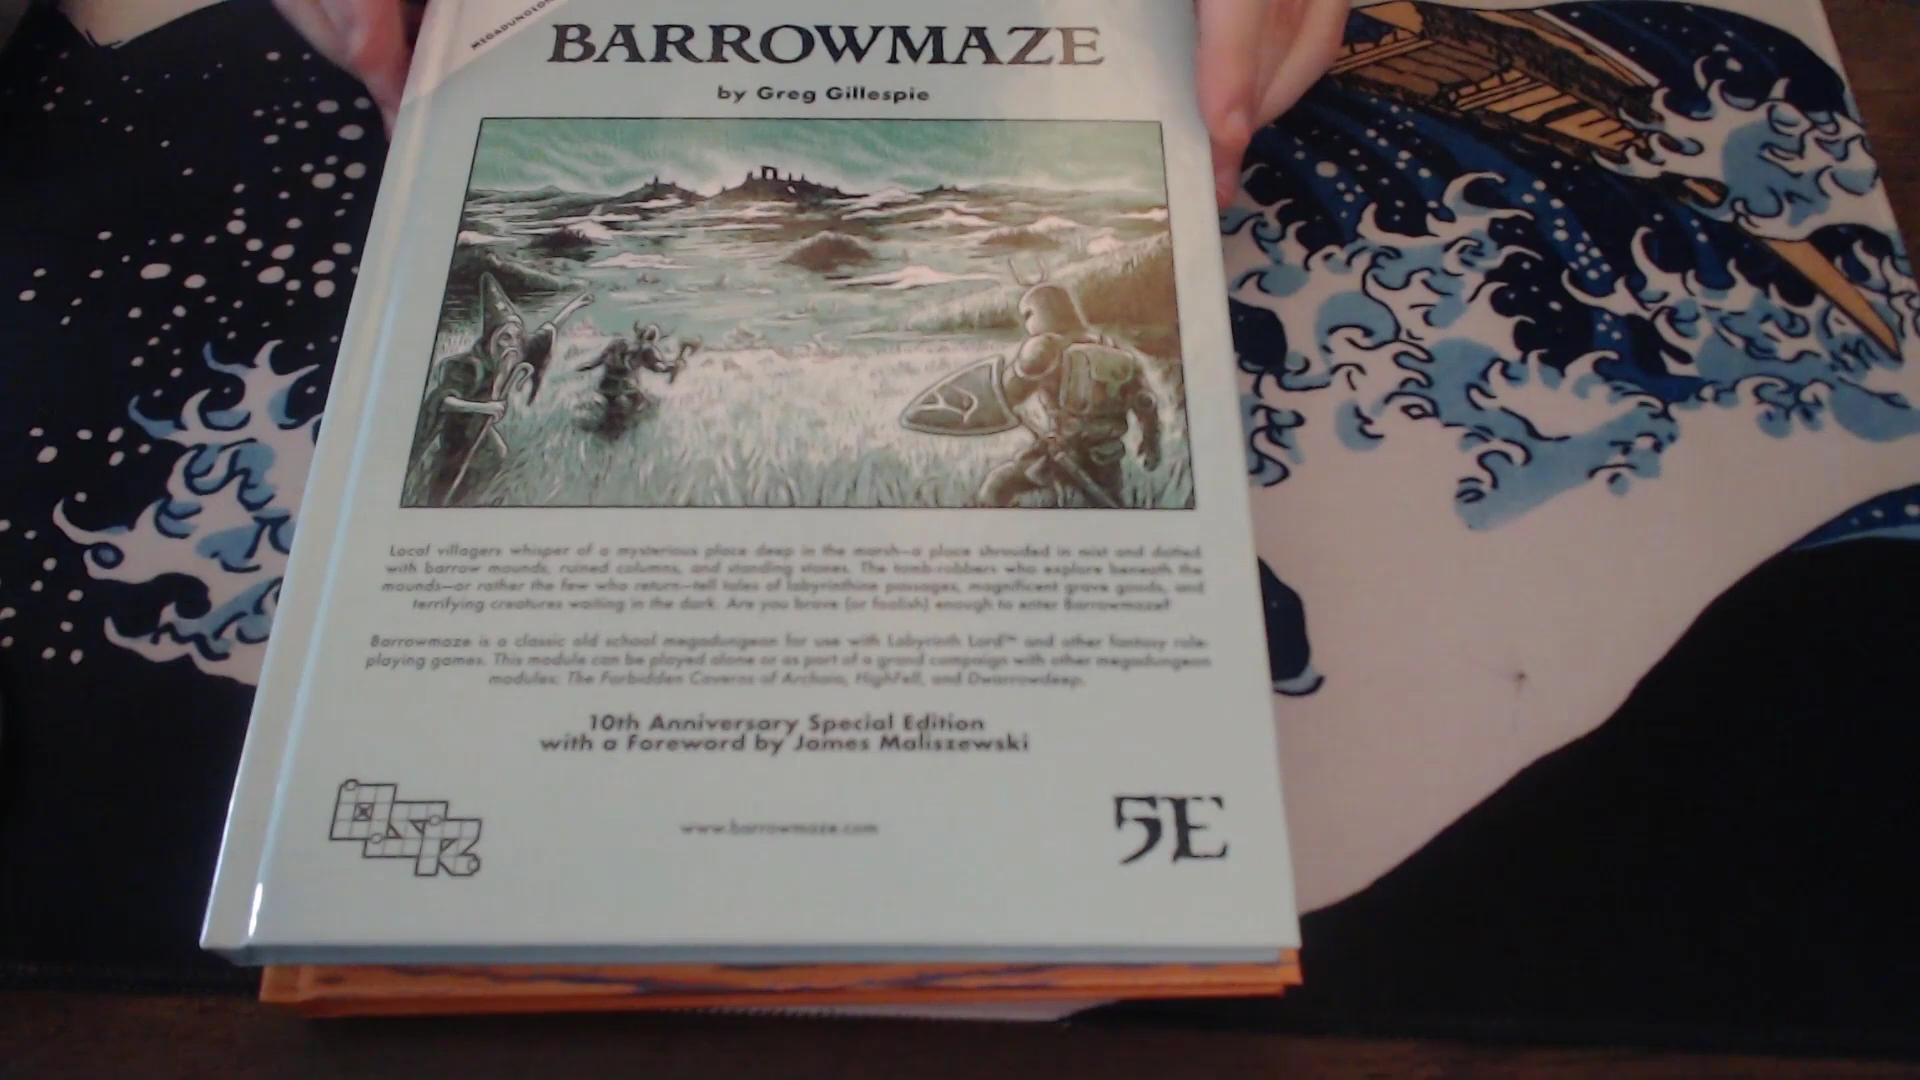 MEGADUNGEON
BARROWMAZE
by Greg Gillespie
Local villagers whisper of a mysterious place deep in the marsh—a place shrouded in mist and dotted
with barrow mounds, ruined columns, and standing stones. The tomb-robbers who explore beneath the
mounds—or rather the few who return—tell tales of labyrinthine passages, magnificent grave goods, and
terrifying creatures waiting in the dark. Are you brave (or foolish) enough to enter Barrowmaze?
Barrowmaze is a classic old school megadungeon for use with Labyrinth Lord™ and other fantasy role-
playing games. This module can be played alone or as part of a grand campaign with other megadungeon
modules: The Forbidden Caverns of Archaia, HighFell, and Dwarrowdeep.
10th Anniversary Special Edition
with a Foreword by James Maliszewski
www.barrowmaze.com
5E